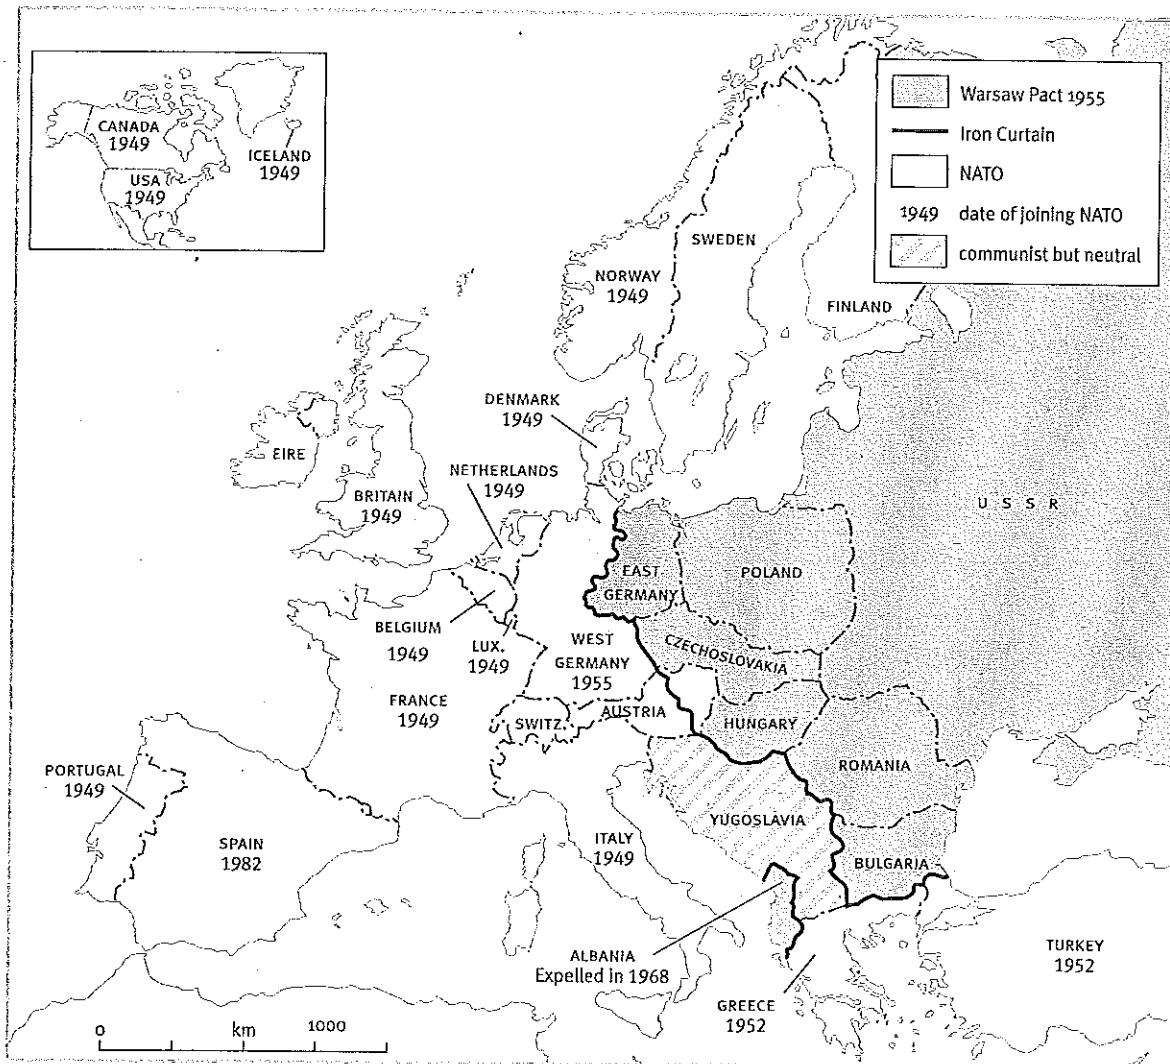 CANADA
1949
USA
1949
ICELAND
1949
Warsaw Pact 1955
Iron Curtain
NATO
1949 date of joining NATO
communist but neutral
SWEDEN
NORWAY
1949
FINLAND
DENMARK
1949
EIRE
NETHERLANDS
1949
BRITAIN
1949
USSR
EAST
GERMANY
POLAND
BELGIUM
1949
LUX.
1949
WEST
GERMANY
1955
CZECHOSLOVAKIA
FRANCE
1949
SWITZ.
AUSTRIA
HUNGARY
ROMANIA
PORTUGAL
1949
SPAIN
1982
ITALY
1949
YUGOSLAVIA
BULGARIA
ALBANIA
Expelled in 1968
GREECE
1952
TURKEY
1952
0 km 1000